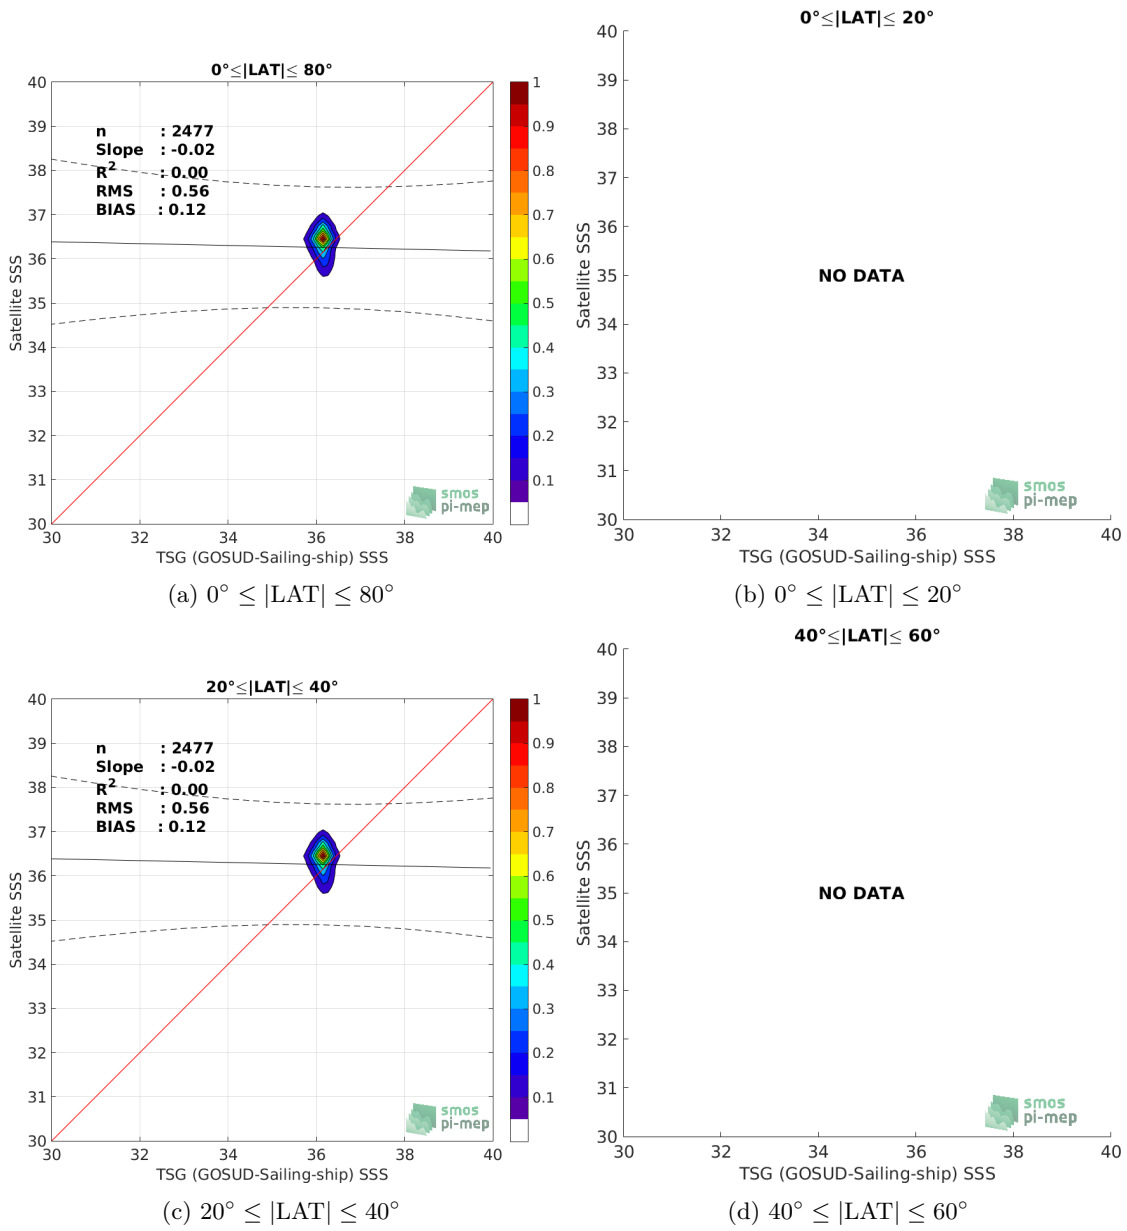 0°≤|LAT|≤ 80°
40
39
38
37
36
35
34
33
32
31
30
n : 2477
Slope : -0.02
R² : 0.00
RMS : 0.56
BIAS : 0.12
Satellite SSS
30 32 34 36 38 40
TSG (GOSUD-Sailing-ship) SSS
1
0.9
0.8
0.7
0.6
0.5
0.4
0.3
0.2
0.1
smos
pi-mep
(a) 0° ≤ |LAT| ≤ 80°
0°≤|LAT|≤ 20°
40
39
38
37
36
35
34
33
32
31
30
Satellite SSS
NO DATA
smos
pi-mep
30 32 34 36 38 40
TSG (GOSUD-Sailing-ship) SSS
(b) 0° ≤ |LAT| ≤ 20°
20°≤|LAT|≤ 40°
40
39
38
37
36
35
34
33
32
31
30
n : 2477
Slope : -0.02
R² : 0.00
RMS : 0.56
BIAS : 0.12
Satellite SSS
30 32 34 36 38 40
TSG (GOSUD-Sailing-ship) SSS
1
0.9
0.8
0.7
0.6
0.5
0.4
0.3
0.2
0.1
smos
pi-mep
(c) 20° ≤ |LAT| ≤ 40°
40°≤|LAT|≤ 60°
40
39
38
37
36
35
34
33
32
31
30
Satellite SSS
NO DATA
smos
pi-mep
30 32 34 36 38 40
TSG (GOSUD-Sailing-ship) SSS
(d) 40° ≤ |LAT| ≤ 60°